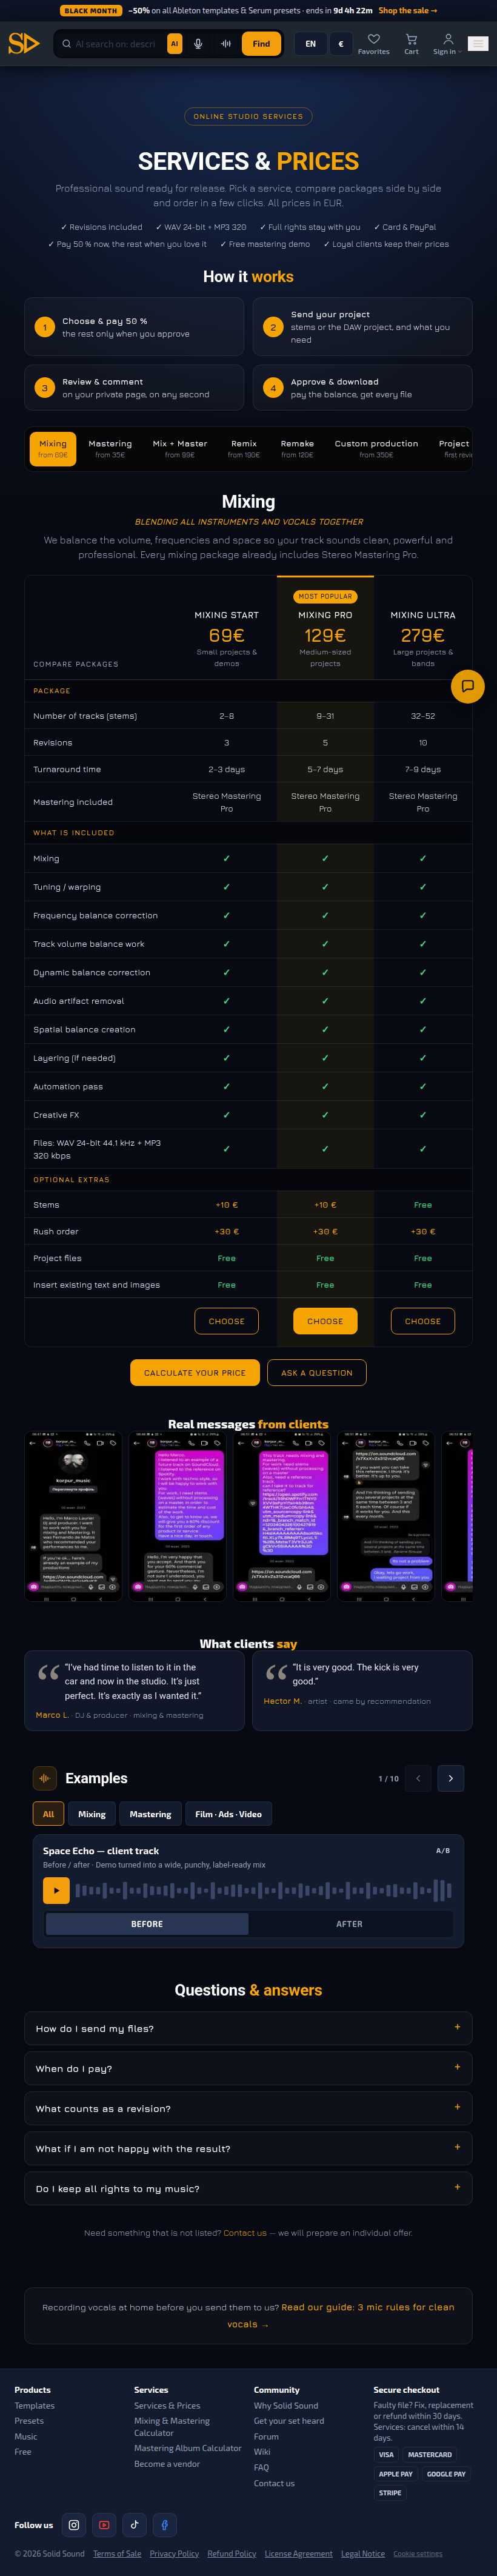 BLACK MONTH −50% on all Ableton templates & Serum presets · ends in 9d 4h 22m Shop the sale →
AI search on: descri AI Find EN € Favorites Cart Sign in
ONLINE STUDIO SERVICES
SERVICES & PRICES
Professional sound ready for release. Pick a service, compare packages side by side
and order in a few clicks. All prices in EUR.
✓ Revisions included ✓ WAV 24-bit + MP3 320 ✓ Full rights stay with you ✓ Card & PayPal
✓ Pay 50 % now, the rest when you love it ✓ Free mastering demo ✓ Loyal clients keep their prices
How it works
1 Choose & pay 50 %
the rest only when you approve
2 Send your project
stems or the DAW project, and what you
need
3 Review & comment
on your private page, on any second
4 Approve & download
pay the balance, get every file
Mixing Mastering Mix + Master Remix Remake Custom production Project
from 69€ from 35€ from 99€ from 190€ from 120€ from 350€ first revie
Mixing
BLENDING ALL INSTRUMENTS AND VOCALS TOGETHER
We balance the volume, frequencies and space so your track sounds clean, powerful and
professional. Every mixing package already includes Stereo Mastering Pro.
MOST POPULAR
MIXING START MIXING PRO MIXING ULTRA
69€ 129€ 279€
Small projects & Medium-sized Large projects &
COMPARE PACKAGES demos projects bands
PACKAGE
Number of tracks (stems) 2–8 9–31 32–52
Revisions 3 5 10
Turnaround time 2–3 days 5–7 days 7–9 days
Mastering included Stereo Mastering Pro Stereo Mastering Pro Stereo Mastering Pro
WHAT IS INCLUDED
Mixing ✓ ✓ ✓
Tuning / warping ✓ ✓ ✓
Frequency balance correction ✓ ✓ ✓
Track volume balance work ✓ ✓ ✓
Dynamic balance correction ✓ ✓ ✓
Audio artifact removal ✓ ✓ ✓
Spatial balance creation ✓ ✓ ✓
Layering (if needed) ✓ ✓ ✓
Automation pass ✓ ✓ ✓
Creative FX ✓ ✓ ✓
Files: WAV 24-bit 44.1 kHz + MP3
320 kbps ✓ ✓ ✓
OPTIONAL EXTRAS
Stems +10 € +10 € Free
Rush order +30 € +30 € +30 €
Project files Free Free Free
Insert existing text and images Free Free Free
CHOOSE CHOOSE CHOOSE
CALCULATE YOUR PRICE ASK A QUESTION
Real messages from clients
korpur_music
What clients say
“I’ve had time to listen to it in the
car and now in the studio. It’s just
perfect. It’s exactly as I wanted it.”
Marco L. · DJ & producer · mixing & mastering
“It is very good. The kick is very
good.”
Hector M. · artist · came by recommendation
Examples 1 / 10
All Mixing Mastering Film · Ads · Video
Space Echo — client track A/B
Before / after · Demo turned into a wide, punchy, label-ready mix
BEFORE AFTER
Questions & answers
How do I send my files? +
When do I pay? +
What counts as a revision? +
What if I am not happy with the result? +
Do I keep all rights to my music? +
Need something that is not listed? Contact us — we will prepare an individual offer.
Recording vocals at home before you send them to us? Read our guide: 3 mic rules for clean
vocals →
Products
Templates
Presets
Music
Free
Services
Services & Prices
Mixing & Mastering
Calculator
Mastering Album Calculator
Become a vendor
Community
Why Solid Sound
Get your set heard
Forum
Wiki
FAQ
Contact us
Secure checkout
Faulty file? Fix, replacement
or refund within 30 days.
Services: cancel within 14
days.
VISA MASTERCARD
APPLE PAY GOOGLE PAY
STRIPE
Follow us
© 2026 Solid Sound Terms of Sale Privacy Policy Refund Policy License Agreement Legal Notice Cookie settings